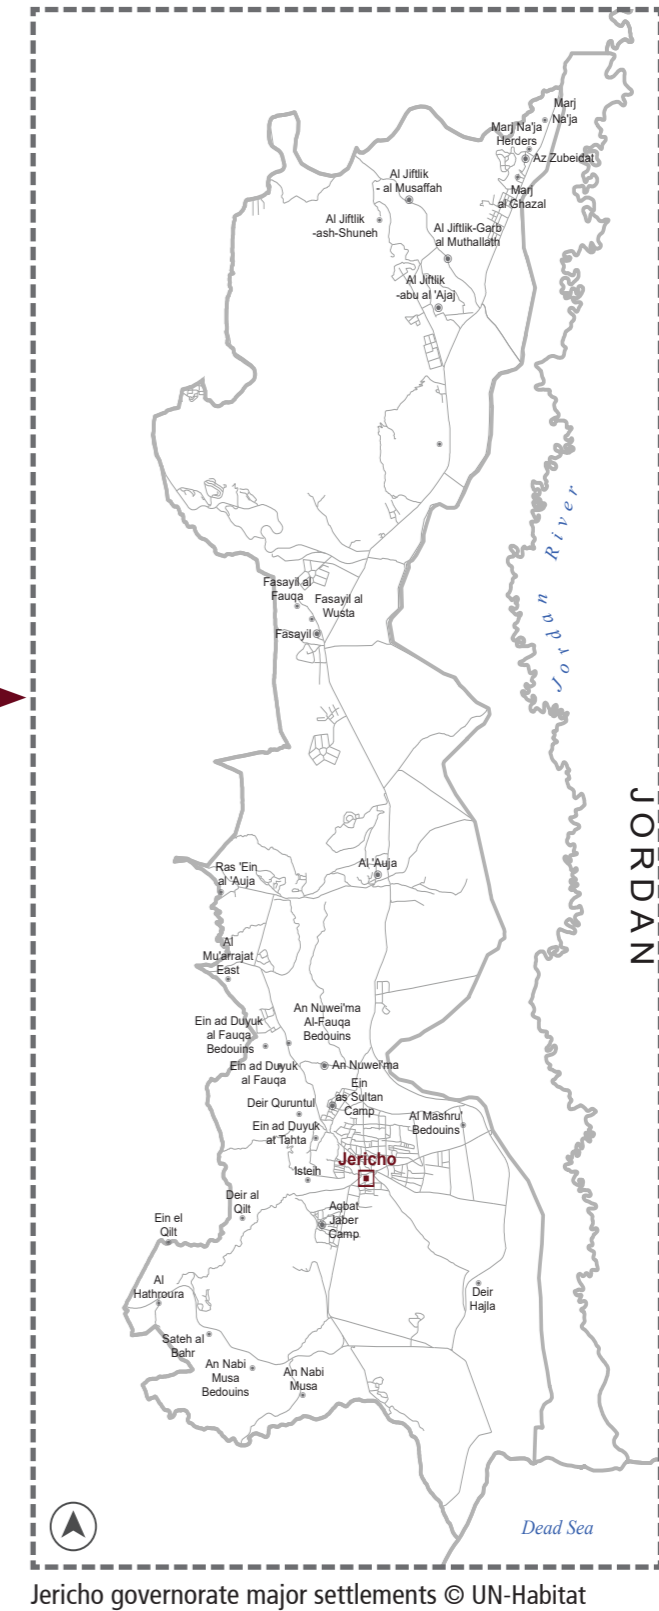 Marj
Na'ja
Marj Na'ja
Herders
Az Zubeidat
Al Jiftlik
- al Musaffah
Marj
al Ghazal
Al Jiftlik
-ash-Shuneh
Al Jiftlik-Garb
al Muthallath
Al Jiftlik
-abu al 'Ajaj
Jordan River
Fasayil al
Fauqa
Fasayil al
Wusta
Fasayil
JORDAN
Al 'Auja
Ras 'Ein
al 'Auja
Al
Mu'arrajat
East
An Nuwei'ma
Al-Fauqa
Bedouins
Ein ad Duyuk
al Fauqa
Bedouins
Ein ad Duyuk
al Fauqa
An Nuwei'ma
Ein
as Sultan
Camp
Deir Quruntul
Al Mashru'
Bedouins
Ein ad Duyuk
at Tahta
Jericho
Isteih
Deir al
Qilt
Aqbat
Jaber
Camp
Ein el
Qilt
Al
Hathroura
Deir
Hajla
Sateh al
Bahr
An Nabi
Musa
Bedouins
An Nabi
Musa
Dead Sea
Jericho governorate major settlements © UN-Habitat